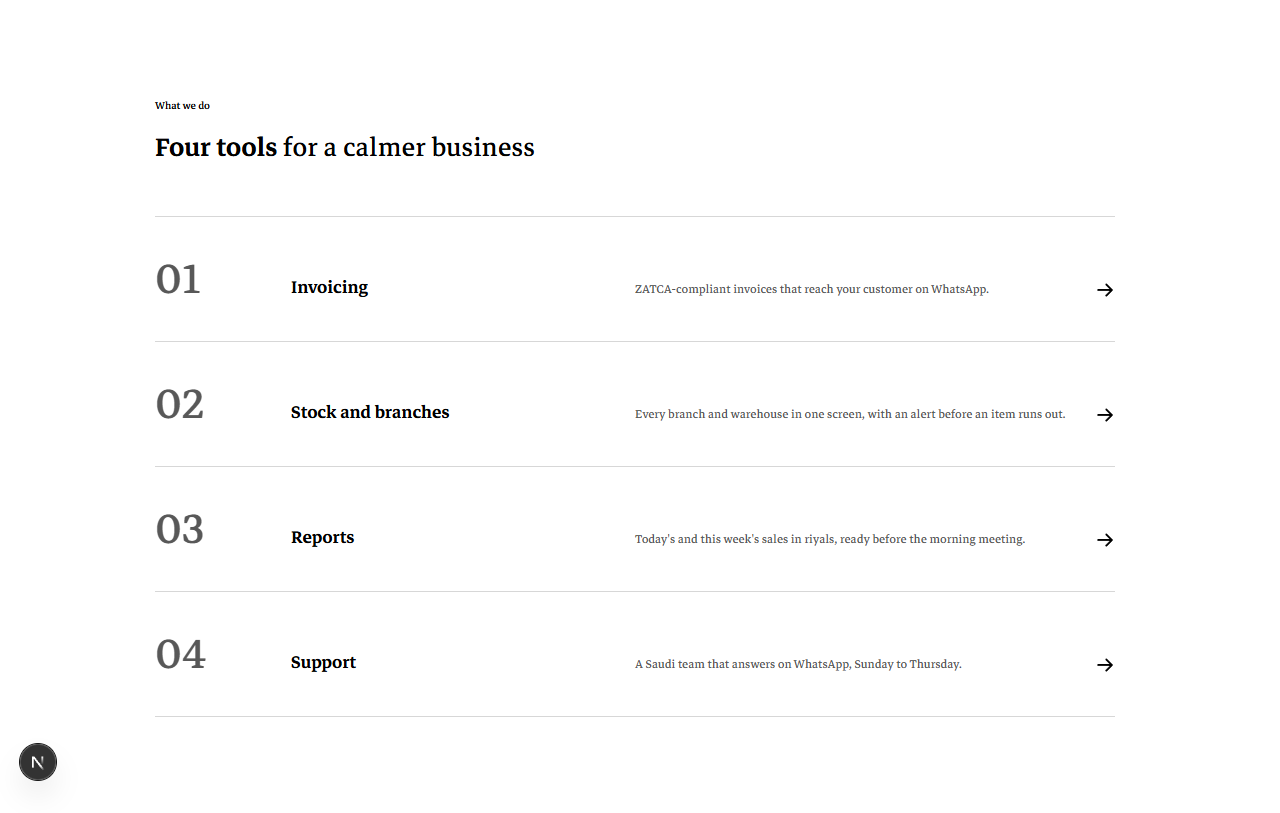 What we do
Four tools for a calmer business
01 Invoicing ZATCA-compliant invoices that reach your customer on WhatsApp.
02 Stock and branches Every branch and warehouse in one screen, with an alert before an item runs out.
03 Reports Today's and this week's sales in riyals, ready before the morning meeting.
04 Support A Saudi team that answers on WhatsApp, Sunday to Thursday.
N